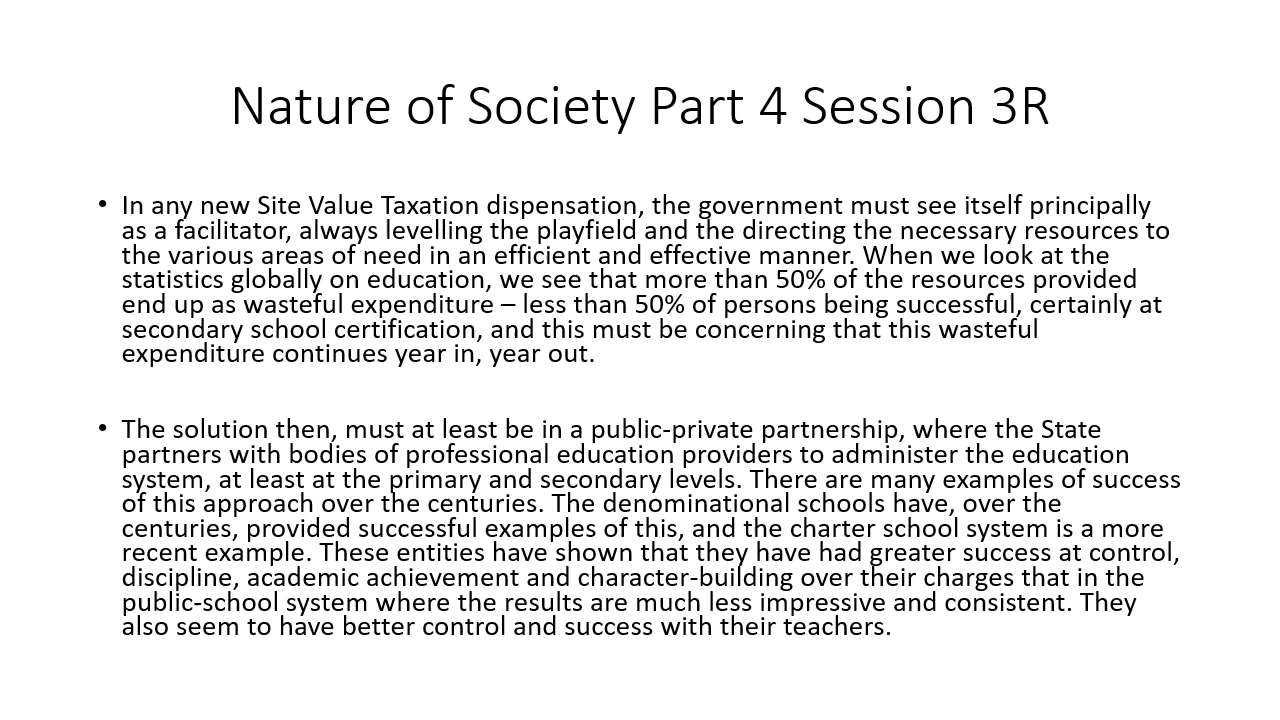 Nature of Society Part 4 Session 3R
• In any new Site Value Taxation dispensation, the government must see itself principally
as a facilitator, always levelling the playfield and the directing the necessary resources to
the various areas of need in an efficient and effective manner. When we look at the
statistics globally on education, we see that more than 50% of the resources provided
end up as wasteful expenditure – less than 50% of persons being successful, certainly at
secondary school certification, and this must be concerning that this wasteful
expenditure continues year in, year out.
• The solution then, must at least be in a public-private partnership, where the State
partners with bodies of professional education providers to administer the education
system, at least at the primary and secondary levels. There are many examples of success
of this approach over the centuries. The denominational schools have, over the
centuries, provided successful examples of this, and the charter school system is a more
recent example. These entities have shown that they have had greater success at control,
discipline, academic achievement and character-building over their charges that in the
public-school system where the results are much less impressive and consistent. They
also seem to have better control and success with their teachers.